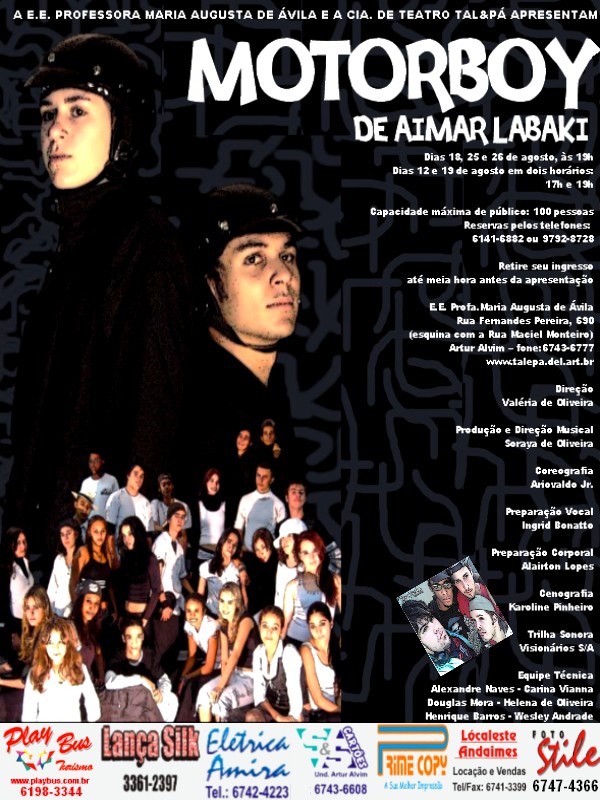 A E.E. PROFESSORA MARIA AUGUSTA DE ÁVILA E A CIA. DE TEATRO TAL&PÁ APRESENTAM
MOTORBOY
DE AIMAR LABAKI
Dias 18, 25 e 26 de agosto, às 19h
Dias 12 e 19 de agosto em dois horários:
17h e 19h
Capacidade máxima de público: 100 pessoas
Reservas pelos telefones:
6141-6882 ou 9792-8728
Retire seu ingresso
até meia hora antes da apresentação
E.E. Profa.Maria Augusta de Ávila
Rua Fernandes Pereira, 690
(esquina com a Rua Maciel Monteiro)
Artur Alvim – fone:6743-6777
www.talepa.del.art.br
Direção
Valéria de Oliveira
Produção e Direção Musical
Soraya de Oliveira
Coreografia
Ariovaldo Jr.
Preparação Vocal
Ingrid Bonatto
Preparação Corporal
Alairton Lopes
Cenografia
Karoline Pinheiro
Trilha Sonora
Visionários S/A
Equipe Técnica
Alexandre Naves - Carina Vianna
Douglas Mora - Helena de Oliveira
Henrique Barros - Wesley Andrade
Play Bus
Turismo
www.playbus.com.br
6198-3344
Lança Silk
3361-2397
Eletrica
Amira
Tel.: 6742-4223
S&S
CARTÕES
Und. Artur Alvim
6743-6608
PRIME COPY
A Sua Melhor Impressão
Lócaleste
Andaimes
Locação e Vendas
Tel/Fax: 6741-3399
FOTO
Stile
6747-4366